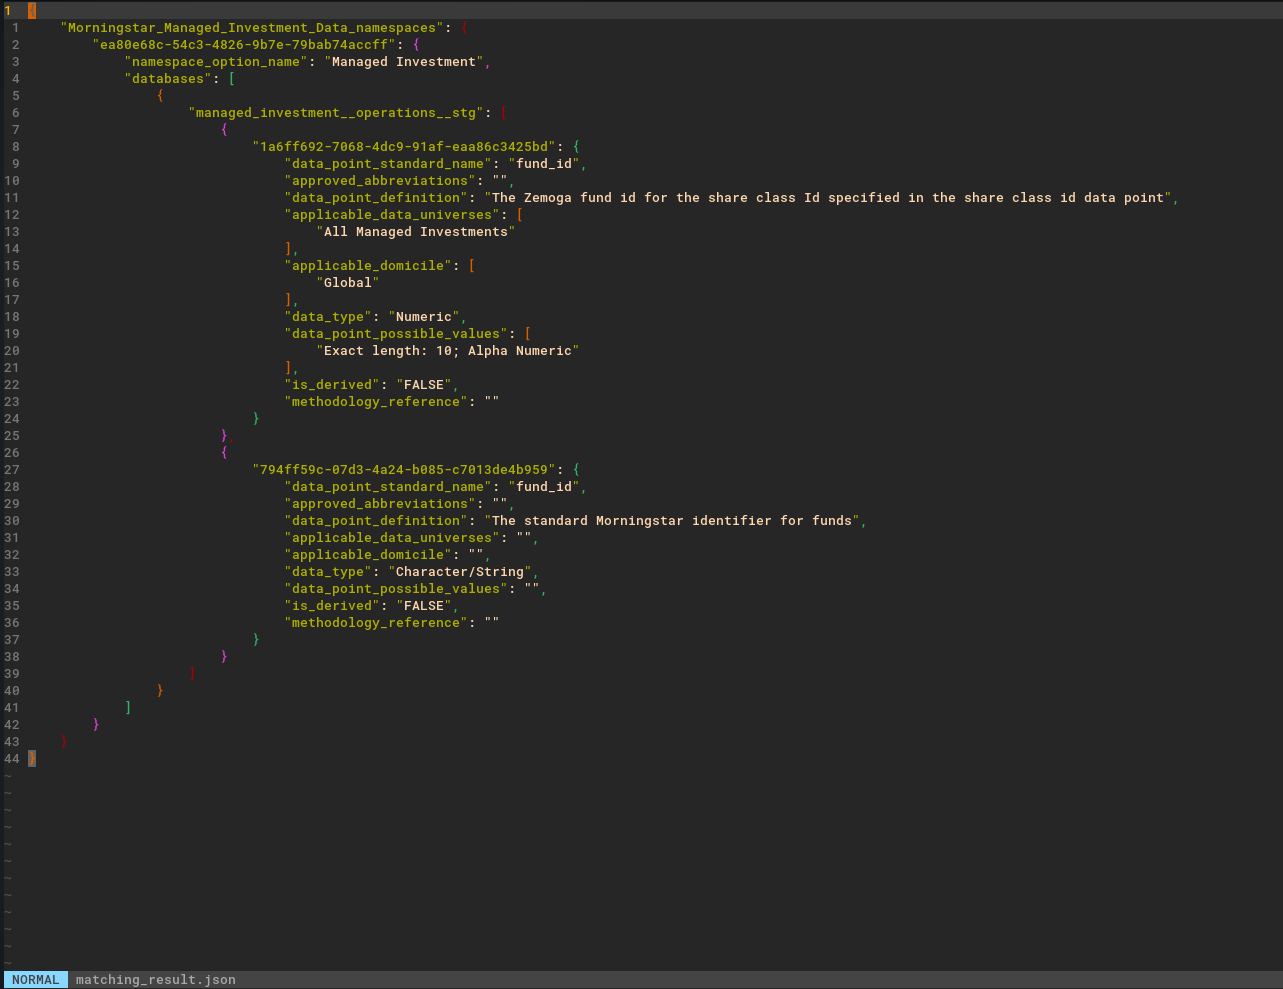 1 {
1 "Morningstar_Managed_Investment_Data_namespaces": {
2 "ea80e68c-54c3-4826-9b7e-79bab74accff": {
3 "namespace_option_name": "Managed Investment",
4 "databases": [
5 {
6 "managed_investment__operations__stg": [
7 {
8 "1a6ff692-7068-4dc9-91af-eaa86c3425bd": {
9 "data_point_standard_name": "fund_id",
10 "approved_abbreviations": "",
11 "data_point_definition": "The Zemoga fund id for the share class Id specified in the share class id data point",
12 "applicable_data_universes": [
13 "All Managed Investments"
14 ],
15 "applicable_domicile": [
16 "Global"
17 ],
18 "data_type": "Numeric",
19 "data_point_possible_values": [
20 "Exact length: 10; Alpha Numeric"
21 ],
22 "is_derived": "FALSE",
23 "methodology_reference": ""
24 }
25 }
26 {
27 "794ff59c-07d3-4a24-b085-c7013de4b959": {
28 "data_point_standard_name": "fund_id",
29 "approved_abbreviations": "",
30 "data_point_definition": "The standard Morningstar identifier for funds",
31 "applicable_data_universes": "",
32 "applicable_domicile": "",
33 "data_type": "Character/String",
34 "data_point_possible_values": "",
35 "is_derived": "FALSE",
36 "methodology_reference": ""
37 }
38 }
39 ]
40 }
41 ]
42 }
43 }
44 }
~
~
~
~
~
~
~
~
~
~
~
~
NORMAL matching_result.json